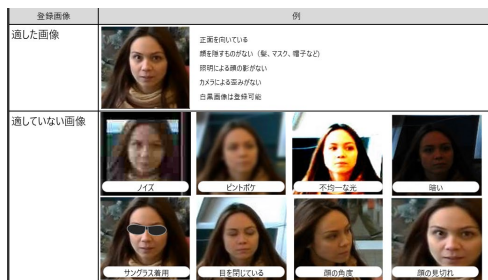 登録画像
例
適した画像
正面を向いている
顔を隠すものがない（髪、マスク、帽子など)
照明による顔の影がない
カメラによる歪みがない
白黒画像は登録可能
適していない画像
ノイズ
ピントボケ
不均一な光
暗い
サングラス着用
目を閉じている
顔の角度
顔の見切れ